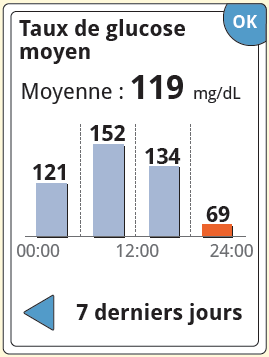 OK
Taux de glucose
moyen
Moyenne : 119 mg/dL
121
152
134
69
00:00 12:00 24:00
7 derniers jours